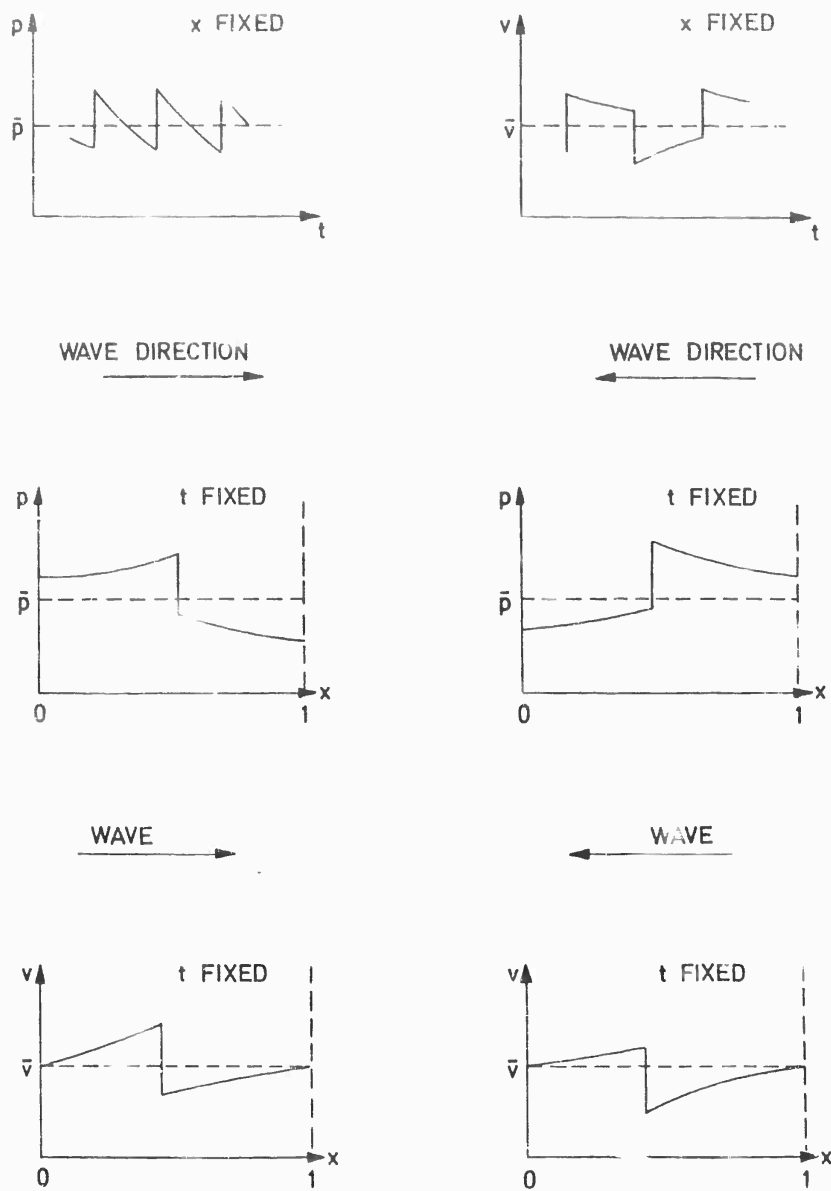 p x FIXED
p̄
t
v x FIXED
v̄
t
WAVE DIRECTION
WAVE DIRECTION
p t FIXED
p̄
0 1 x
p t FIXED
p̄
0 1 x
WAVE
WAVE
v t FIXED
v̄
0 1 x
v t FIXED
v̄
0 1 x